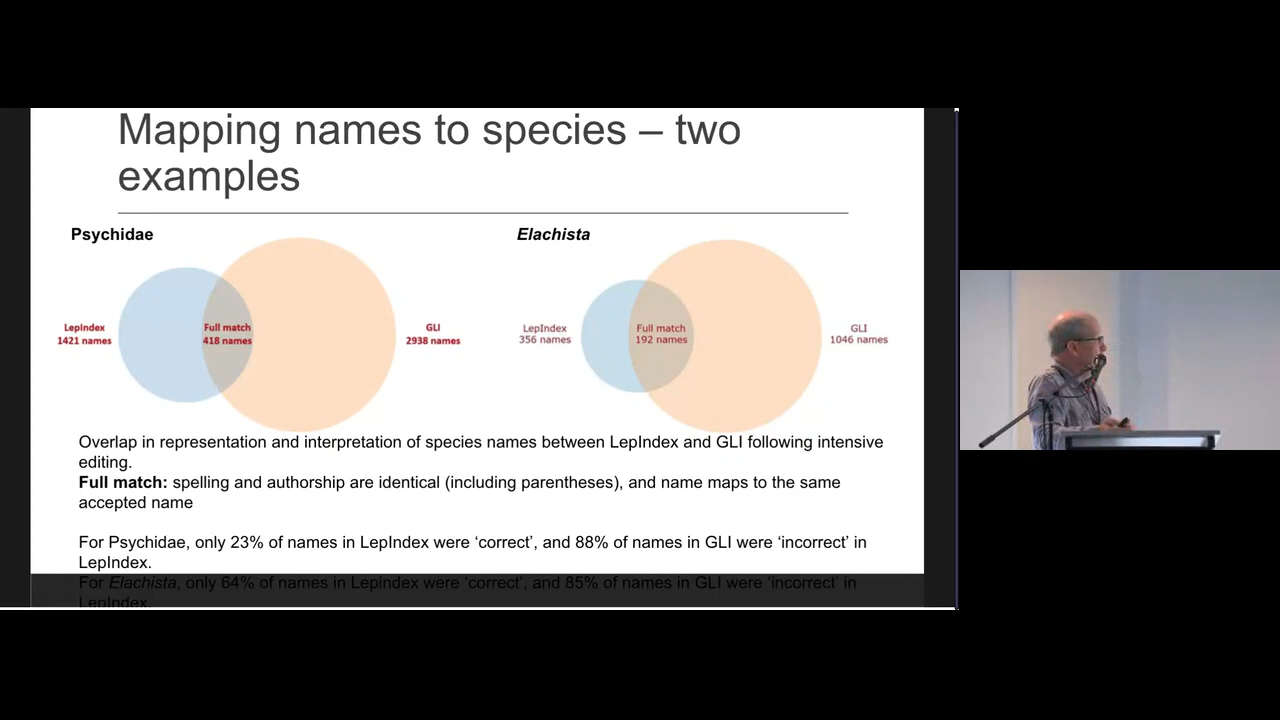 Mapping names to species – two
examples
Psychidae
Elachista
LepIndex
1421 names
Full match
418 names
GLI
2938 names
LepIndex
356 names
Full match
192 names
GLI
1046 names
Overlap in representation and interpretation of species names between LepIndex and GLI following intensive
editing.
Full match: spelling and authorship are identical (including parentheses), and name maps to the same
accepted name
For Psychidae, only 23% of names in LepIndex were ‘correct’, and 88% of names in GLI were ‘incorrect’ in
LepIndex.
For Elachista, only 64% of names in Lepindex were ‘correct’, and 85% of names in GLI were ‘incorrect’ in
LepIndex.